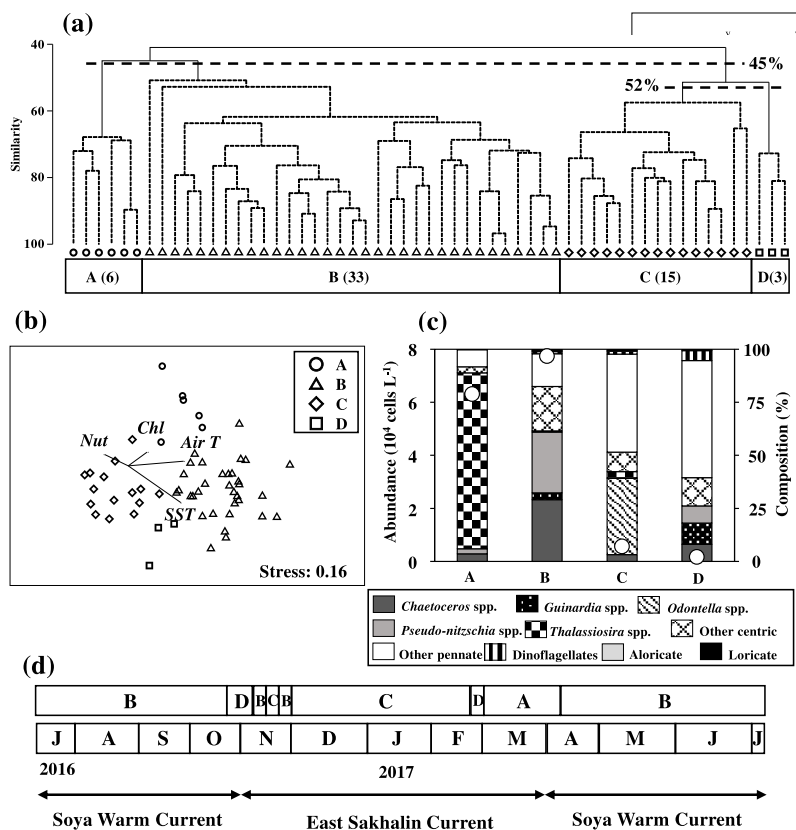 (a)
40
45%
52%
60
Similarity
80
100
A (6) B (33) C (15) D(3)
(b)
A
B
C
D
Nut Chl Air T
SST
Stress: 0.16
(c)
8 100
6 75
4 50
2 25
0 0
Abundance (10⁴ cells L⁻¹)
Composition (%)
A B C D
Chaetoceros spp. Guinardia spp. Odontella spp.
Pseudo-nitzschia spp. Thalassiosira spp. Other centric
Other pennate Dinoflagellates Aloricate Loricate
(d)
B D B C B C D A B
J A S O N D J F M A M J J
2016 2017
Soya Warm Current East Sakhalin Current Soya Warm Current